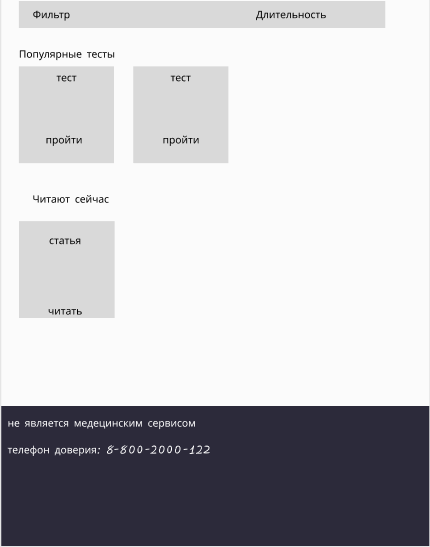 Фильтр Длительность
Популярные тесты
тест тест
пройти пройти
Читают сейчас
статья
читать
не является медецинским сервисом
телефон доверия: 8-800-2000-122